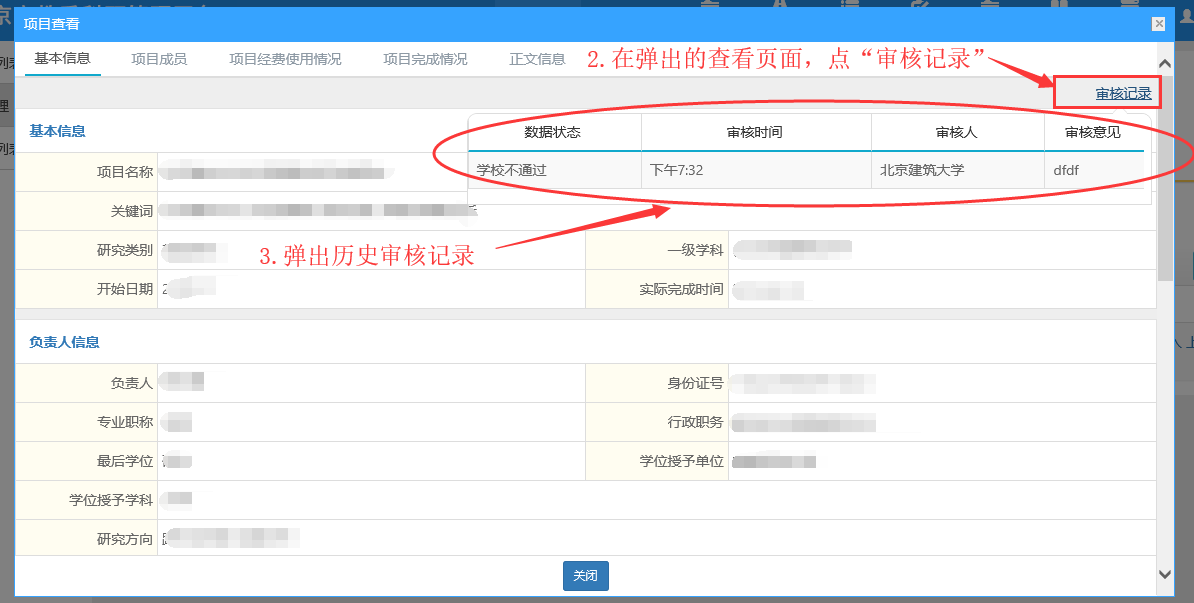 项目查看
基本信息 项目成员 项目经费使用情况 项目完成情况 正文信息
2.在弹出的查看页面，点“审核记录”
审核记录
基本信息
数据状态 审核时间 审核人 审核意见
学校不通过 下午7:32 北京建筑大学 dfdf
项目名称
关键词
3.弹出历史审核记录
研究类别 一级学科
开始日期 实际完成时间
负责人信息
负责人 身份证号
专业职称 行政职务
最后学位 学位授予单位
学位授予学科
研究方向
关闭